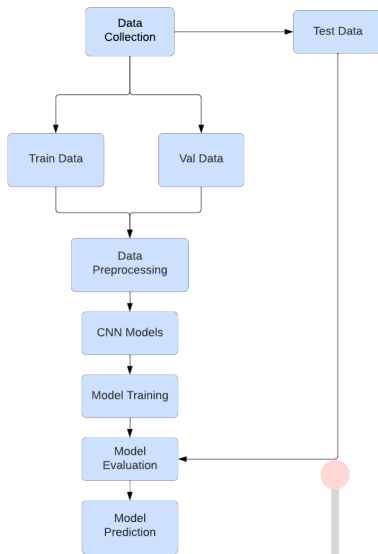 Data
Collection
Test Data
Train Data
Val Data
Data
Preprocessing
CNN Models
Model Training
Model
Evaluation
Model
Prediction